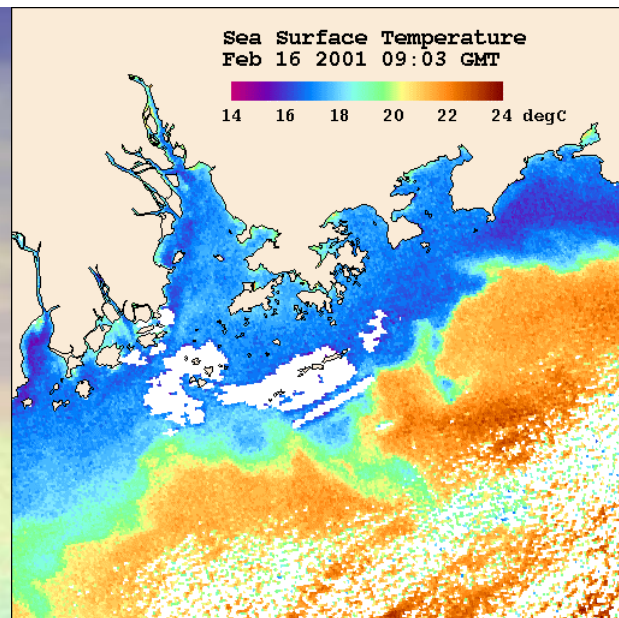 Sea Surface Temperature
Feb 16 2001 09:03 GMT
14 16 18 20 22 24 degC